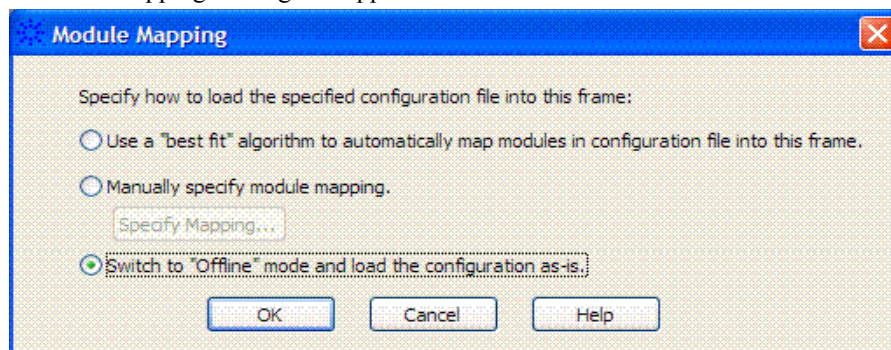 Module Mapping
Specify how to load the specified configuration file into this frame:
Use a "best fit" algorithm to automatically map modules in configuration file into this frame.
Manually specify module mapping.
Specify Mapping...
Switch to "Offline" mode and load the configuration as-is.
OK Cancel Help